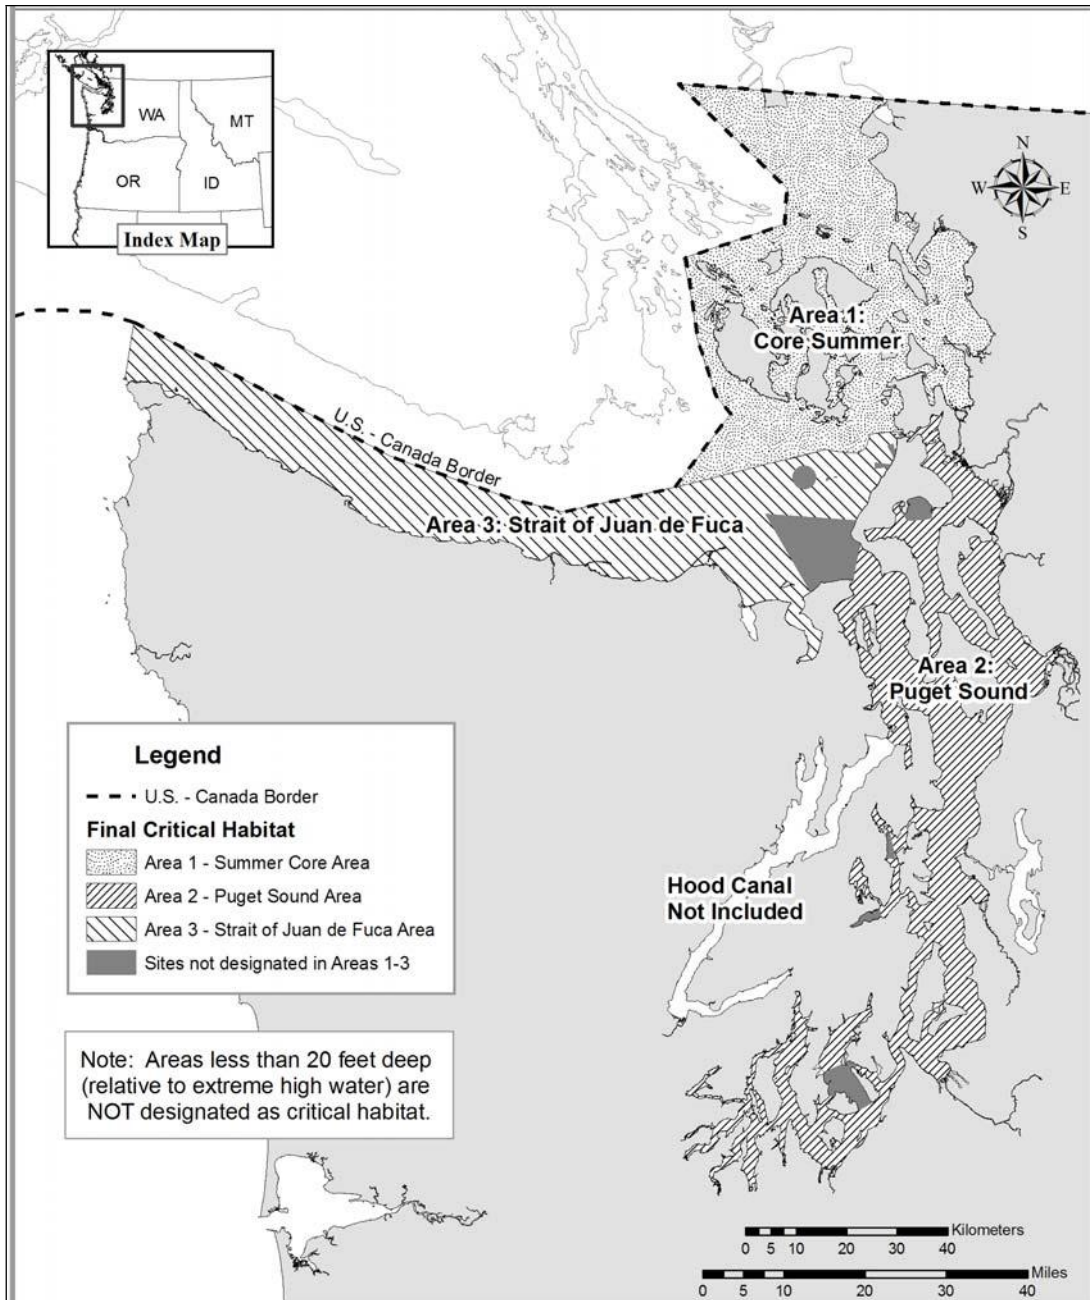 WA
MT
OR
ID
Index Map
N
W
E
S
Area 1:
Core Summer
U.S. - Canada Border
Area 3: Strait of Juan de Fuca
Area 2:
Puget Sound
Hood Canal
Not Included
Legend
U.S. - Canada Border
Final Critical Habitat
Area 1 - Summer Core Area
Area 2 - Puget Sound Area
Area 3 - Strait of Juan de Fuca Area
Sites not designated in Areas 1-3
Note: Areas less than 20 feet deep
(relative to extreme high water) are
NOT designated as critical habitat.
Kilometers
0 5 10 20 30 40
Miles
0 5 10 20 30 40